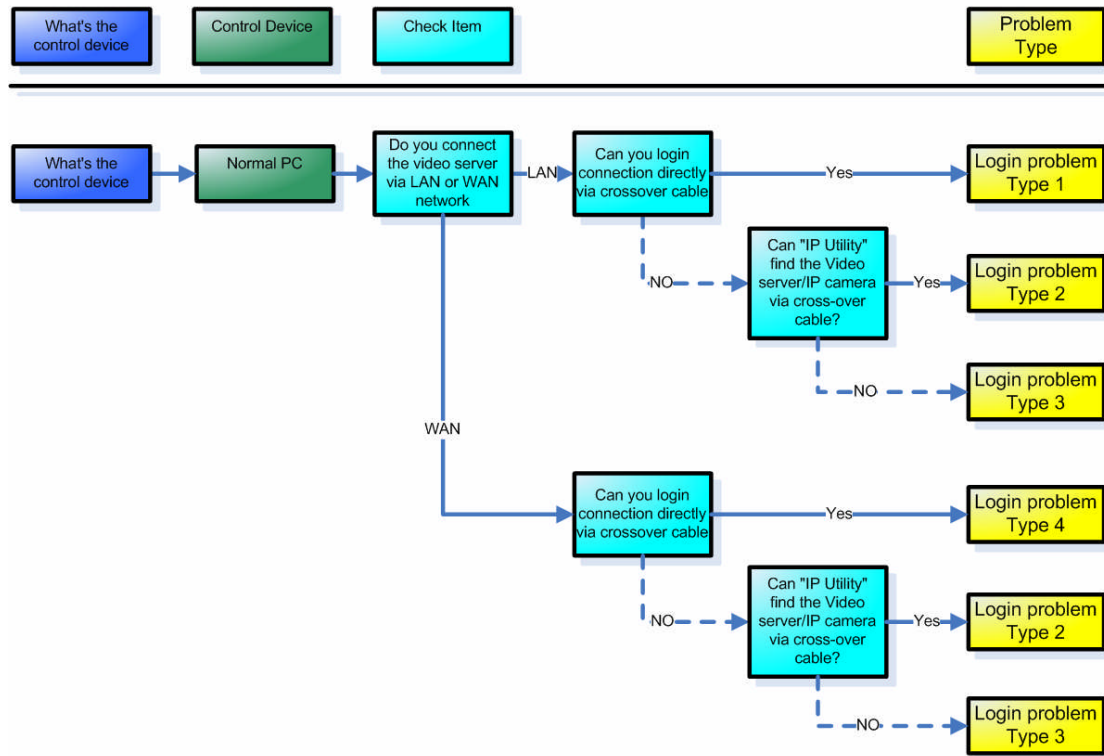 What's the
control device
Control Device
Check Item
Problem
Type
What's the
control device
Normal PC
Do you connect
the video server
via LAN or WAN
network
LAN
Can you login
connection directly
via crossover cable
Yes
Login problem
Type 1
NO
Can "IP Utility"
find the Video
server/IP camera
via cross-over
cable?
Yes
Login problem
Type 2
NO
Login problem
Type 3
WAN
Can you login
connection directly
via crossover cable
Yes
Login problem
Type 4
NO
Can "IP Utility"
find the Video
server/IP camera
via cross-over
cable?
Yes
Login problem
Type 2
NO
Login problem
Type 3